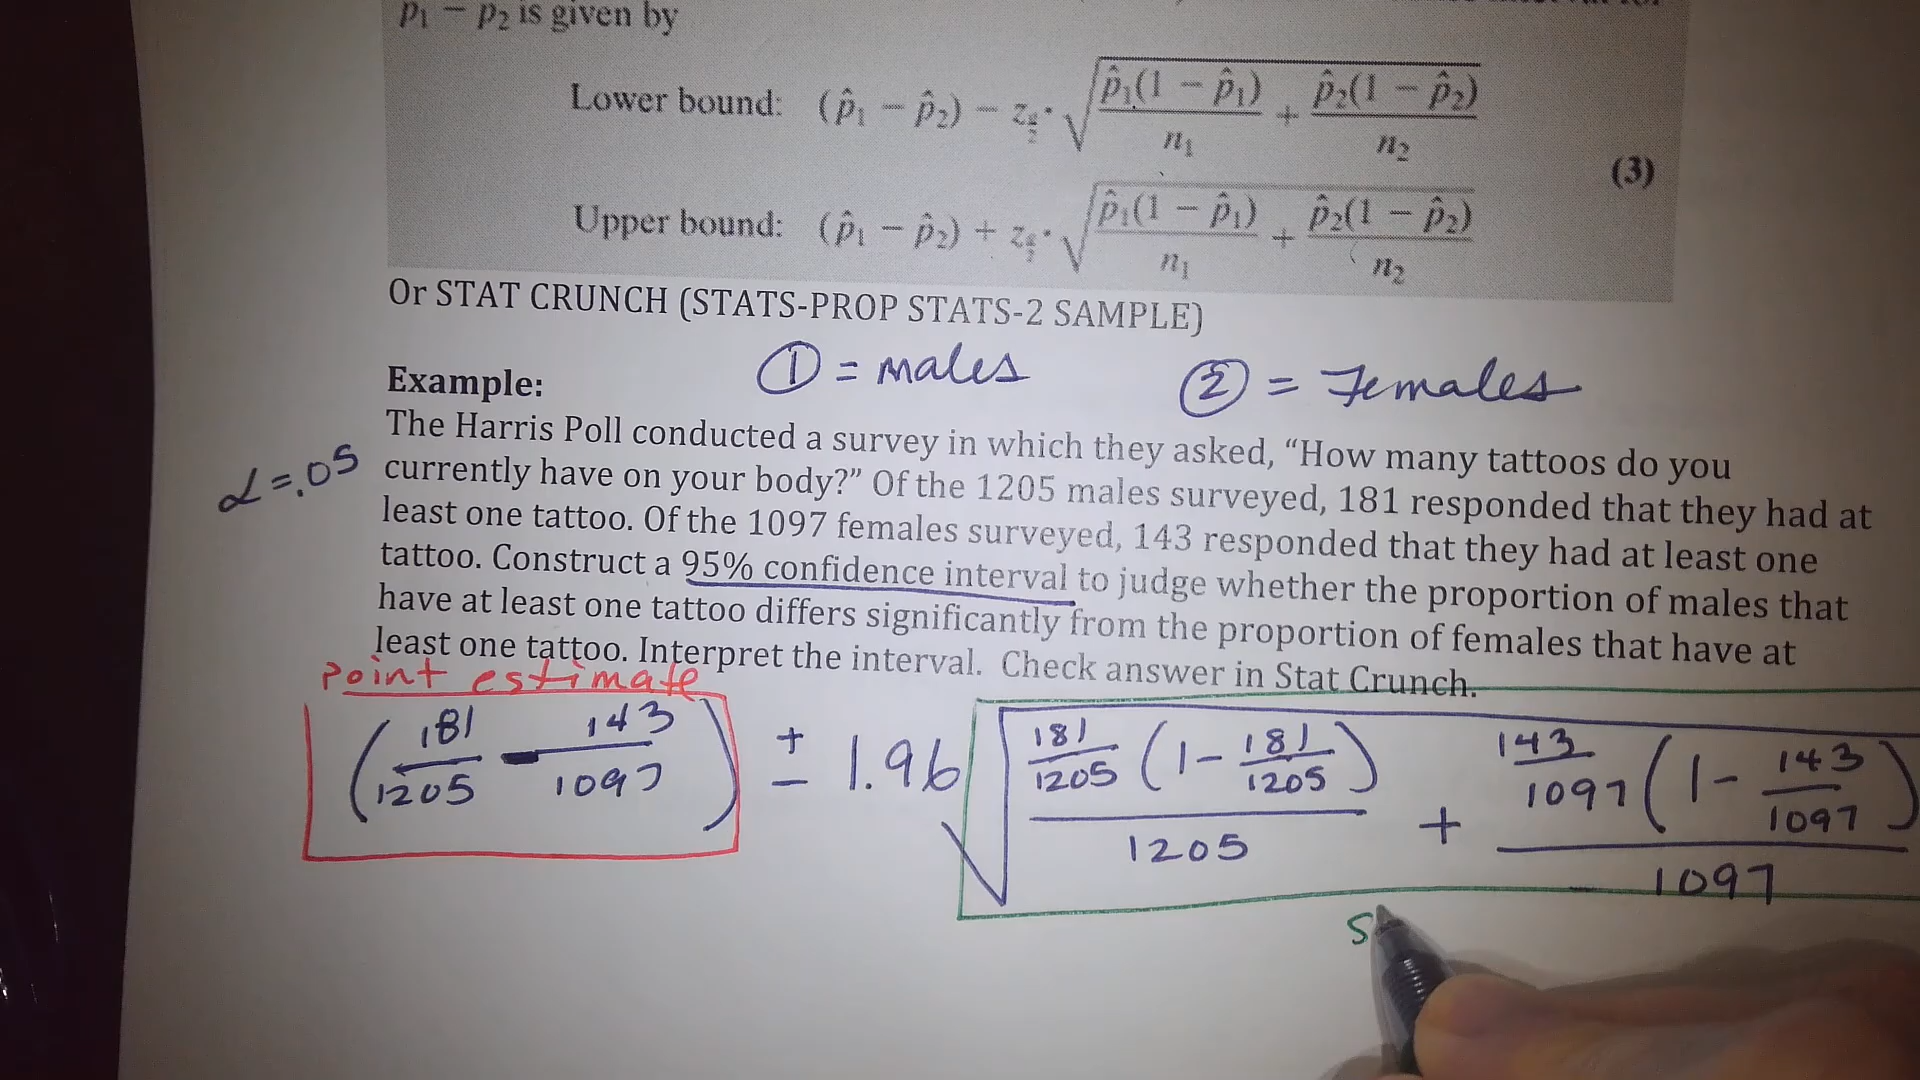 p₁ − p₂ is given by
Lower bound: (p̂₁ − p̂₂) − z_{α/2} · √( p̂₁(1 − p̂₁)/n₁ + p̂₂(1 − p̂₂)/n₂ )
(3)
Upper bound: (p̂₁ − p̂₂) + z_{α/2} · √( p̂₁(1 − p̂₁)/n₁ + p̂₂(1 − p̂₂)/n₂ )
Or STAT CRUNCH (STATS-PROP STATS-2 SAMPLE)
① = males ② = Females
Example:
The Harris Poll conducted a survey in which they asked, “How many tattoos do you
α = .05
currently have on your body?” Of the 1205 males surveyed, 181 responded that they had at
least one tattoo. Of the 1097 females surveyed, 143 responded that they had at least one
tattoo. Construct a 95% confidence interval to judge whether the proportion of males that
have at least one tattoo differs significantly from the proportion of females that have at
least one tattoo. Interpret the interval. Check answer in Stat Crunch.
point estimate
(181/1205 − 143/1097) ± 1.96 √( 181/1205 (1 − 181/1205) / 1205 + 143/1097 (1 − 143/1097) / 1097 )
S